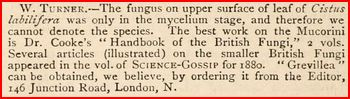 W. TURNER.—The fungus on upper surface of leaf of Cistus
labilifera was only in the mycelium stage, and therefore we
cannot denote the species. The best work on the Mucorini
is Dr. Cooke's "Handbook of the British Fungi," 2 vols.
Several articles (illustrated) on the smaller British Fungi
appeared in the vol. of SCIENCE-GOSSIP for 1880. "Grevillea"
can be obtained, we believe, by ordering it from the Editor,
146 Junction Road, London, N.